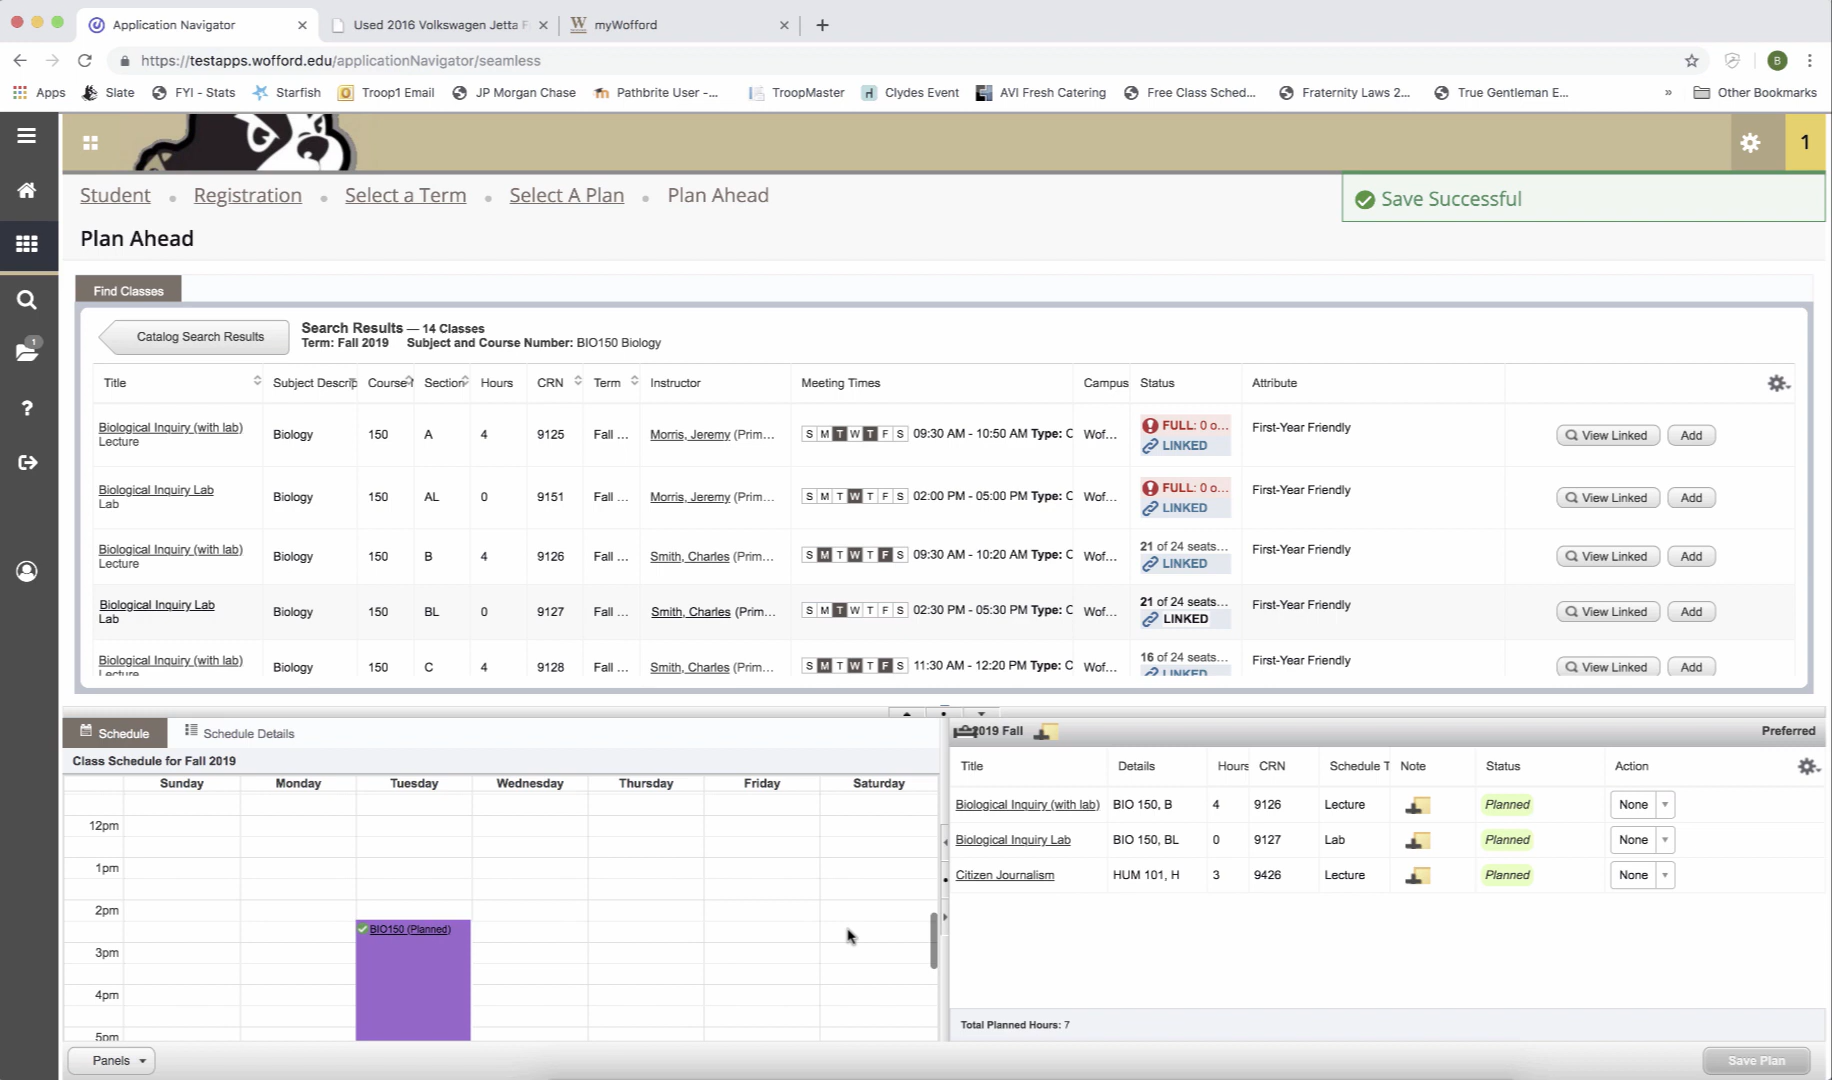 Application Navigator
Used 2016 Volkswagen Jetta F
myWofford
https://testapps.wofford.edu/applicationNavigator/seamless
B
Apps Slate FYI - Stats Starfish Troop1 Email JP Morgan Chase Pathbrite User -... TroopMaster Clydes Event AVI Fresh Catering Free Class Sched... Fraternity Laws 2... True Gentleman E... » Other Bookmarks
1
Student • Registration • Select a Term • Select A Plan • Plan Ahead
Save Successful
Plan Ahead
1
Find Classes
Catalog Search Results
Search Results — 14 Classes
Term: Fall 2019 Subject and Course Number: BIO150 Biology
Title Subject Descrip Course Section Hours CRN Term Instructor Meeting Times Campus Status Attribute
Biological Inquiry (with lab)
Lecture
Biology 150 A 4 9125 Fall ... Morris, Jeremy (Prim... S M T W T F S 09:30 AM - 10:50 AM Type: C Wof...
FULL: 0 o...
LINKED
First-Year Friendly
View Linked Add
Biological Inquiry Lab
Lab
Biology 150 AL 0 9151 Fall ... Morris, Jeremy (Prim... S M T W T F S 02:00 PM - 05:00 PM Type: C Wof...
FULL: 0 o...
LINKED
First-Year Friendly
View Linked Add
Biological Inquiry (with lab)
Lecture
Biology 150 B 4 9126 Fall ... Smith, Charles (Prim... S M T W T F S 09:30 AM - 10:20 AM Type: C Wof...
21 of 24 seats...
LINKED
First-Year Friendly
View Linked Add
Biological Inquiry Lab
Lab
Biology 150 BL 0 9127 Fall ... Smith, Charles (Prim... S M T W T F S 02:30 PM - 05:30 PM Type: C Wof...
21 of 24 seats...
LINKED
First-Year Friendly
View Linked Add
Biological Inquiry (with lab)
Lecture
Biology 150 C 4 9128 Fall ... Smith, Charles (Prim... S M T W T F S 11:30 AM - 12:20 PM Type: C Wof...
16 of 24 seats...
LINKED
First-Year Friendly
View Linked Add
Schedule Schedule Details
Class Schedule for Fall 2019
Sunday Monday Tuesday Wednesday Thursday Friday Saturday
12pm
1pm
2pm
BIO150 (Planned)
3pm
4pm
5pm
2019 Fall Preferred
Title Details Hours CRN Schedule T Note Status Action
Biological Inquiry (with lab) BIO 150, B 4 9126 Lecture Planned None
Biological Inquiry Lab BIO 150, BL 0 9127 Lab Planned None
Citizen Journalism HUM 101, H 3 9426 Lecture Planned None
Total Planned Hours: 7
Panels
Save Plan